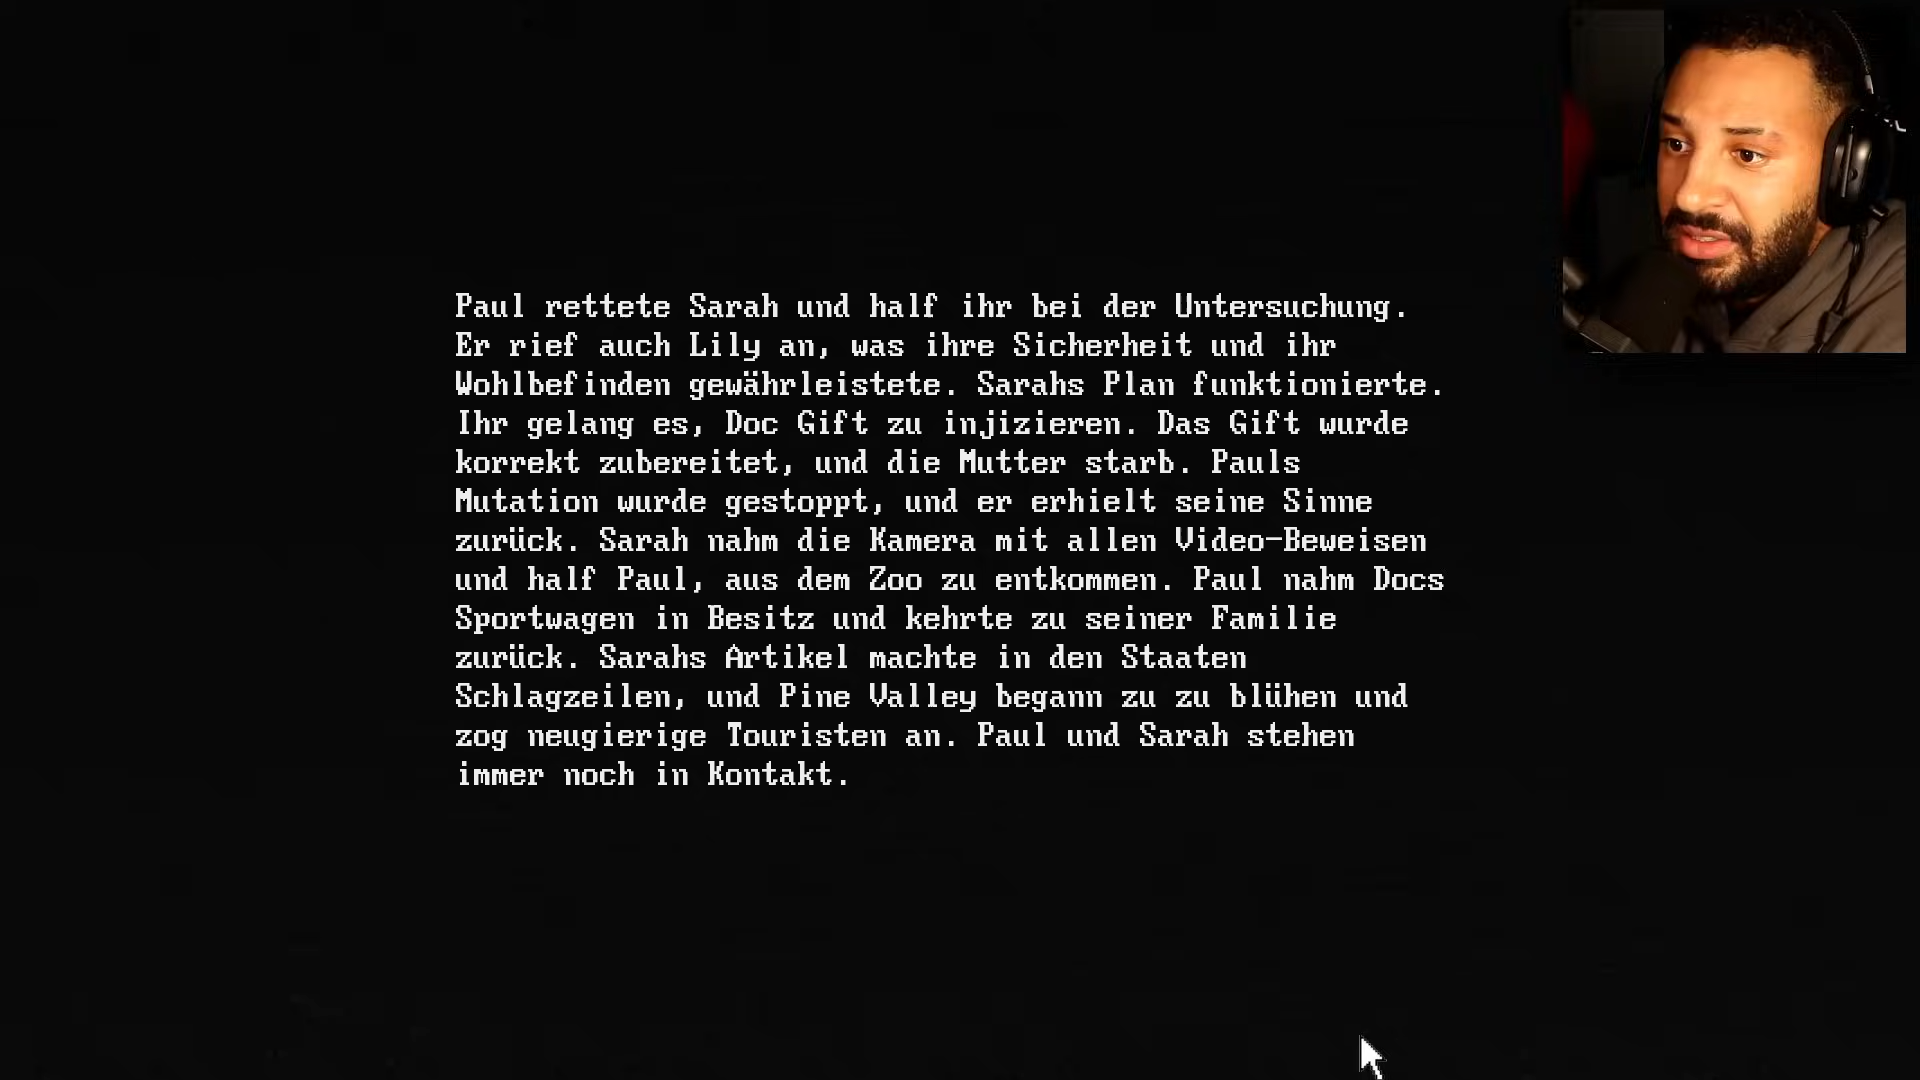 Paul rettete Sarah und half ihr bei der Untersuchung.
Er rief auch Lily an, was ihre Sicherheit und ihr
Wohlbefinden gewährleistete. Sarahs Plan funktionierte.
Ihr gelang es, Doc Gift zu injizieren. Das Gift wurde
korrekt zubereitet, und die Mutter starb. Pauls
Mutation wurde gestoppt, und er erhielt seine Sinne
zurück. Sarah nahm die Kamera mit allen Video-Beweisen
und half Paul, aus dem Zoo zu entkommen. Paul nahm Docs
Sportwagen in Besitz und kehrte zu seiner Familie
zurück. Sarahs Artikel machte in den Staaten
Schlagzeilen, und Pine Valley begann zu zu blühen und
zog neugierige Touristen an. Paul und Sarah stehen
immer noch in Kontakt.